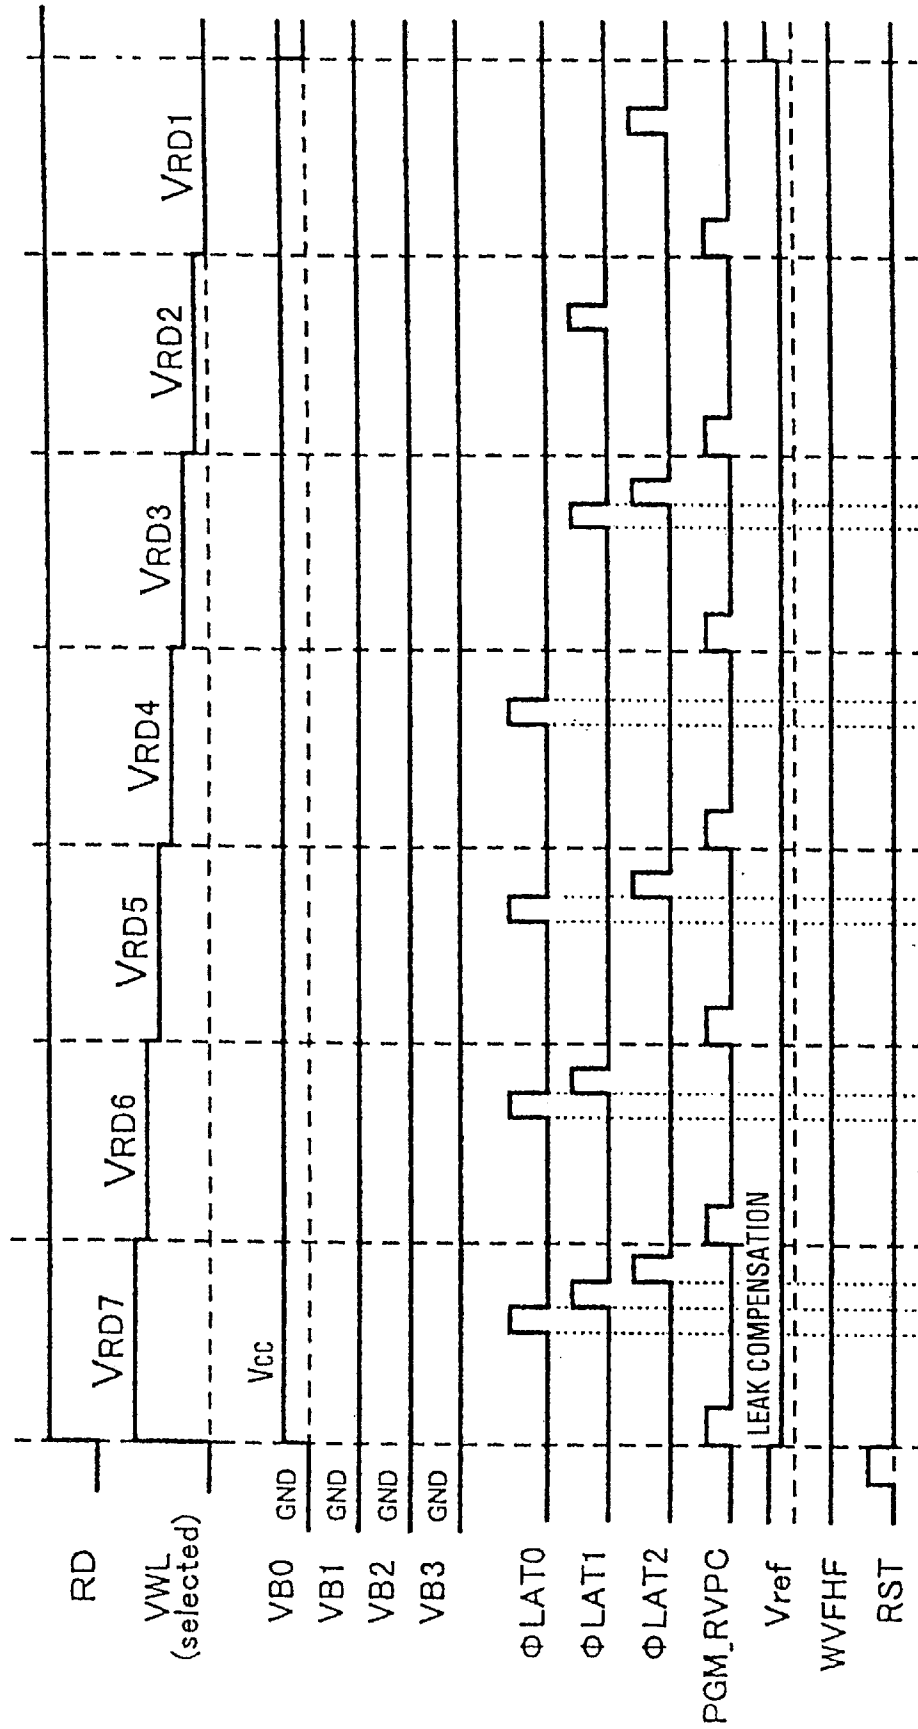 RD
VWL
(selected)
VRD7
VRD6
VRD5
VRD4
VRD3
VRD2
VRD1
VB0
GND
VCC
VB1
GND
VB2
GND
VB3
GND
ΦLAT0
ΦLAT1
ΦLAT2
PGM_RVPC
Vref
LEAK COMPENSATION
WVFHF
RST